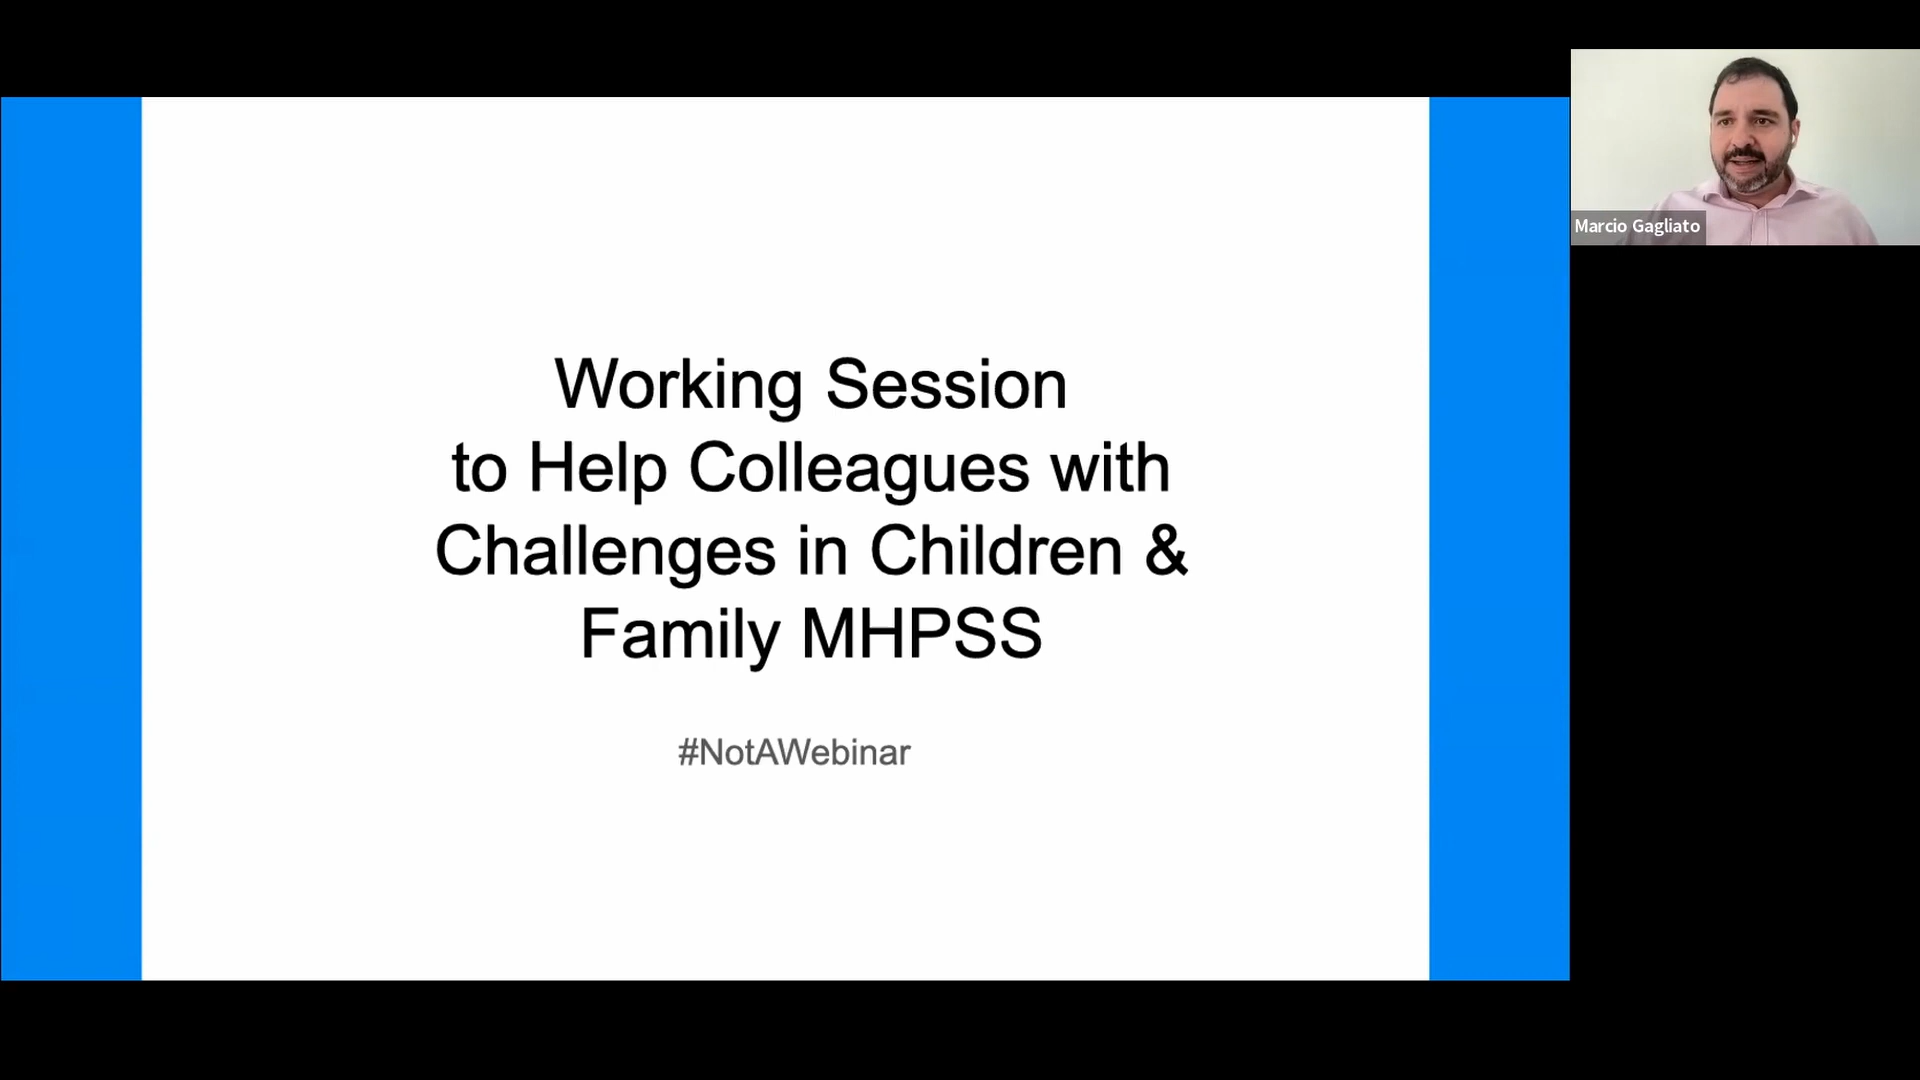 Working Session
to Help Colleagues with
Challenges in Children &
Family MHPSS
#NotAWebinar
Marcio Gagliato